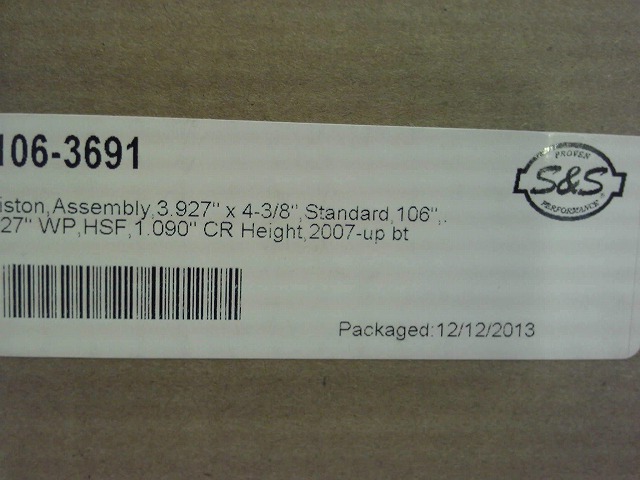 106-3691
PROVEN
S&S
PERFORMANCE
iston,Assembly,3.927" x 4-3/8",Standard,106",.
27" WP,HSF,1.090" CR Height,2007-up bt
Packaged:12/12/2013